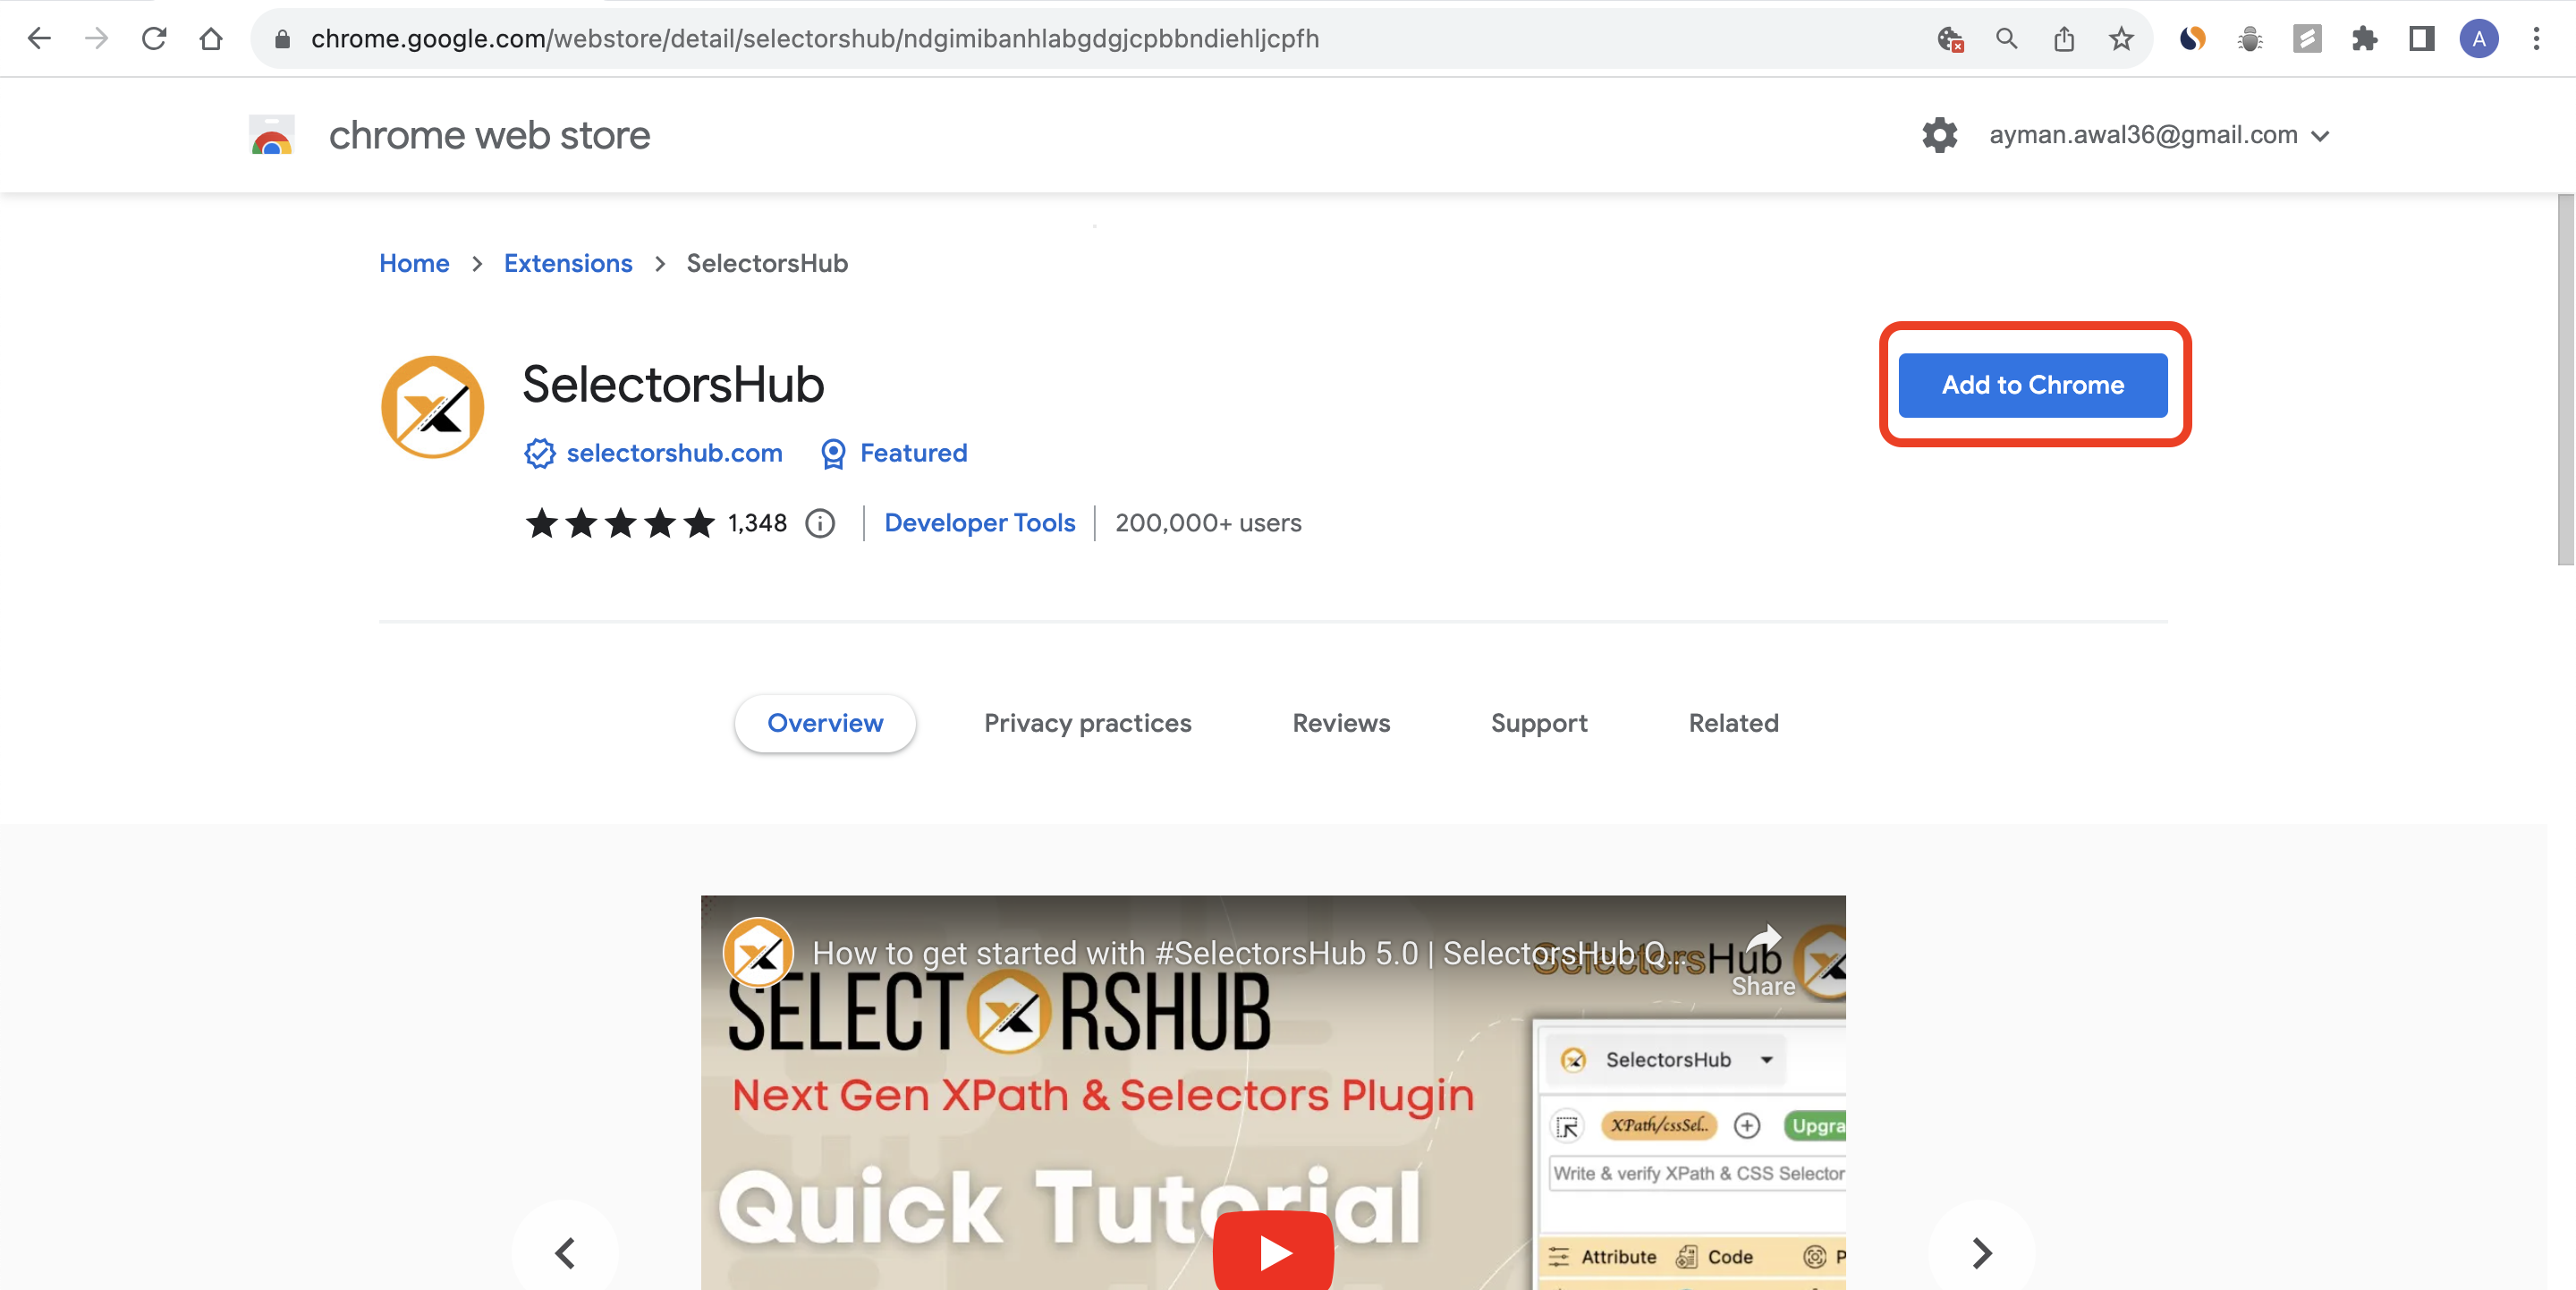 chrome.google.com/webstore/detail/selectorshub/ndgimibanhlabgdgjcpbbndiehljcpfh
A
chrome web store
ayman.awal36@gmail.com
Home > Extensions > SelectorsHub
SelectorsHub
Add to Chrome
selectorshub.com Featured
1,348 Developer Tools 200,000+ users
Overview Privacy practices Reviews Support Related
How to get started with #SelectorsHub 5.0 | SelectorsHub Q...
SelectorsHub
Share
SELECTORSHUB
SelectorsHub
Next Gen XPath & Selectors Plugin
XPath/cssSel.. Upgra
Write & verify XPath & CSS Selector
Quick Tutorial
Attribute Code P